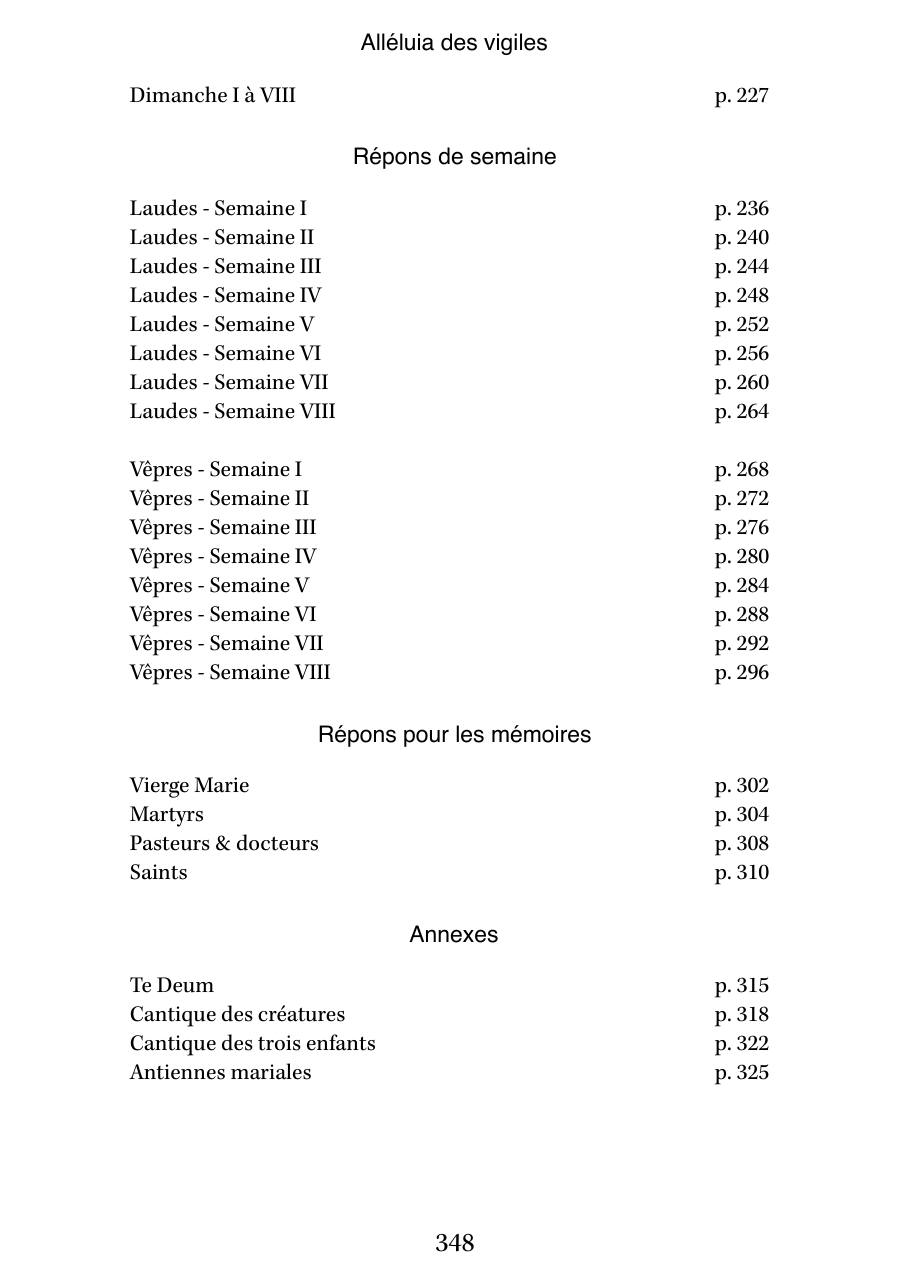 Alléluia des vigiles
Dimanche I à VIII p. 227
Répons de semaine
Laudes - Semaine I p. 236
Laudes - Semaine II p. 240
Laudes - Semaine III p. 244
Laudes - Semaine IV p. 248
Laudes - Semaine V p. 252
Laudes - Semaine VI p. 256
Laudes - Semaine VII p. 260
Laudes - Semaine VIII p. 264
Vêpres - Semaine I p. 268
Vêpres - Semaine II p. 272
Vêpres - Semaine III p. 276
Vêpres - Semaine IV p. 280
Vêpres - Semaine V p. 284
Vêpres - Semaine VI p. 288
Vêpres - Semaine VII p. 292
Vêpres - Semaine VIII p. 296
Répons pour les mémoires
Vierge Marie p. 302
Martyrs p. 304
Pasteurs & docteurs p. 308
Saints p. 310
Annexes
Te Deum p. 315
Cantique des créatures p. 318
Cantique des trois enfants p. 322
Antiennes mariales p. 325
348